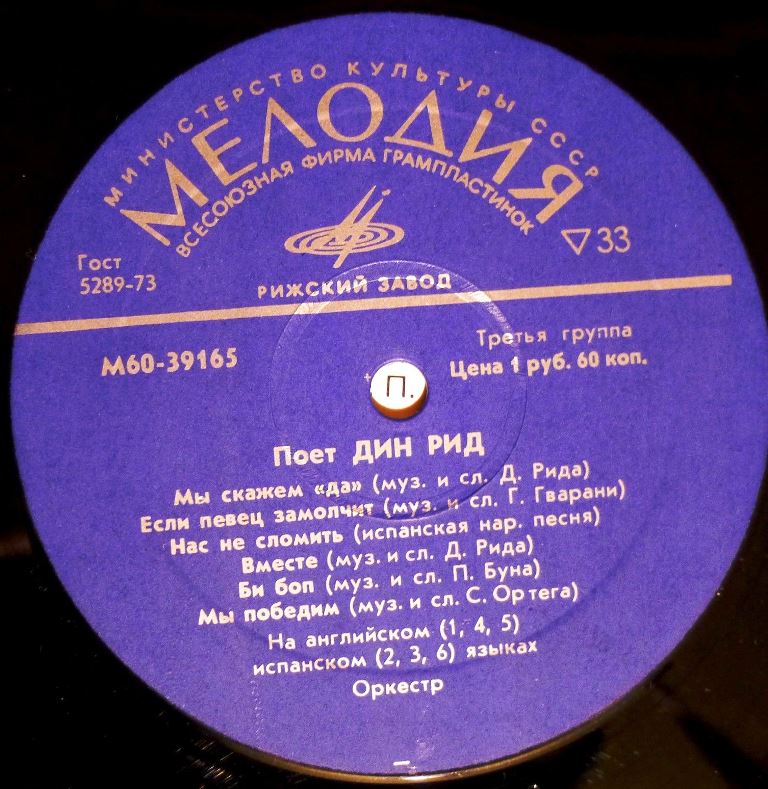 МИНИСТЕРСТВО КУЛЬТУРЫ СССР
МЕЛОДИЯ
ВСЕСОЮЗНАЯ ФИРМА ГРАМПЛАСТИНОК
33
Гост
5289-73
РИЖСКИЙ ЗАВОД
М60-39165
Третья группа
Цена 1 руб. 60 коп.
П.
Поет ДИН РИД
Мы скажем «да» (муз. и сл. Д. Рида)
Если певец замолчит (муз. и сл. Г. Гварани)
Нас не сломить (испанская нар. песня)
Вместе (муз. и сл. Д. Рида)
Би боп (муз. и сл. П. Буна)
Мы победим (муз. и сл. С. Ортега)
На английском (1, 4, 5)
испанском (2, 3, 6) языках
Оркестр